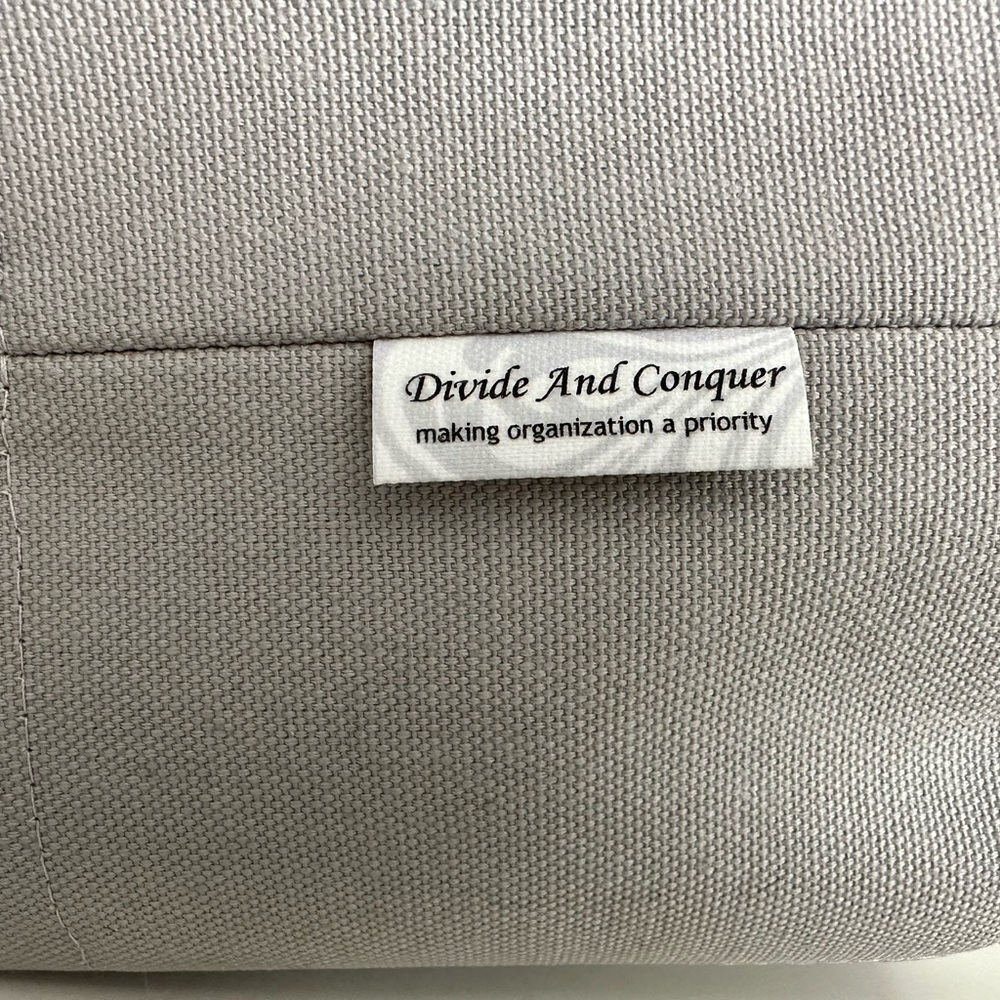 Divide And Conquer
making organization a priority